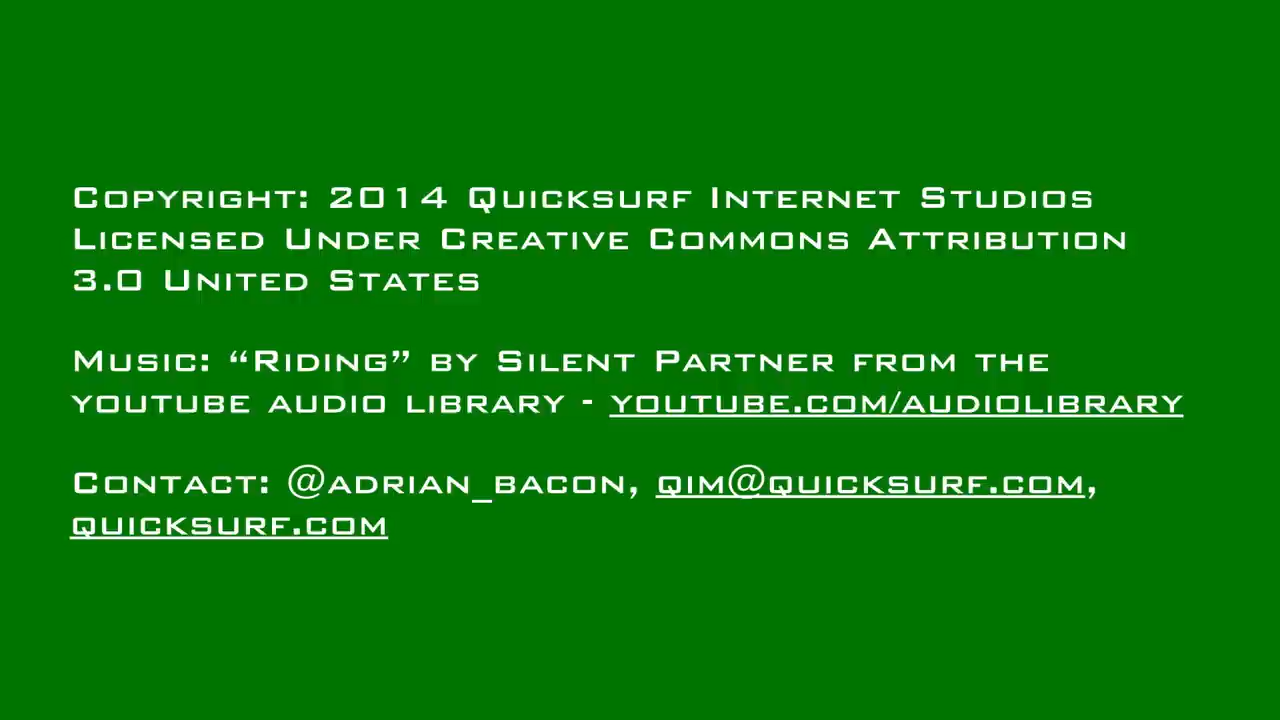 Copyright: 2014 Quicksurf Internet Studios
Licensed Under Creative Commons Attribution
3.0 United States
Music: “Riding” by Silent Partner from the
youtube audio library - youtube.com/audiolibrary
Contact: @adrian_bacon, qim@quicksurf.com,
quicksurf.com